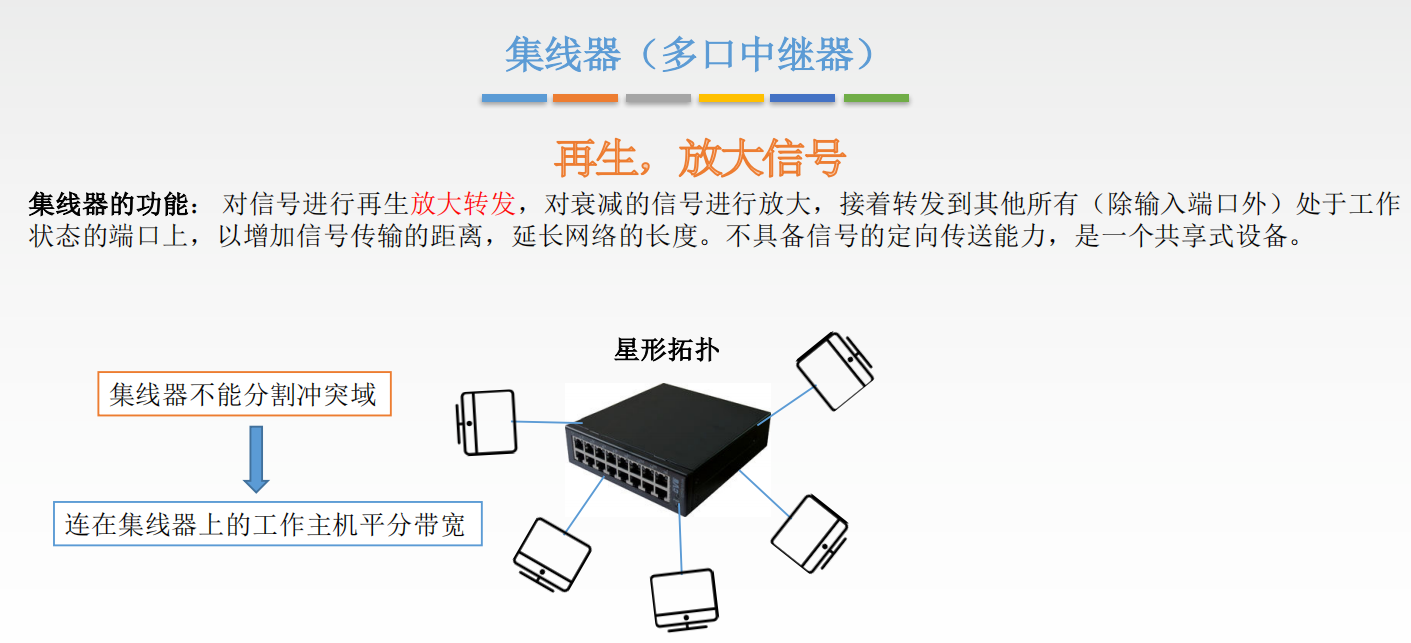 集线器（多口中继器）
再生，放大信号
集线器的功能： 对信号进行再生放大转发，对衰减的信号进行放大，接着转发到其他所有（除输入端口外）处于工作
状态的端口上，以增加信号传输的距离，延长网络的长度。不具备信号的定向传送能力，是一个共享式设备。
星形拓扑
集线器不能分割冲突域
连在集线器上的工作主机平分带宽